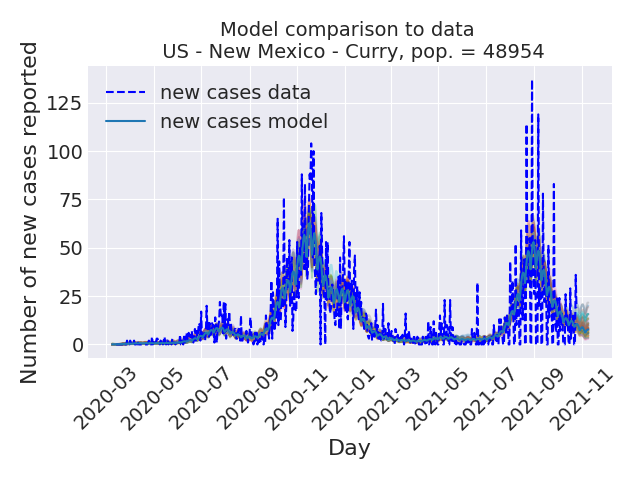 Model comparison to data
US - New Mexico - Curry, pop. = 48954
Number of new cases reported
new cases data
new cases model
125
100
75
50
25
0
2020-03
2020-05
2020-07
2020-09
2020-11
2021-01
2021-03
2021-05
2021-07
2021-09
2021-11
Day